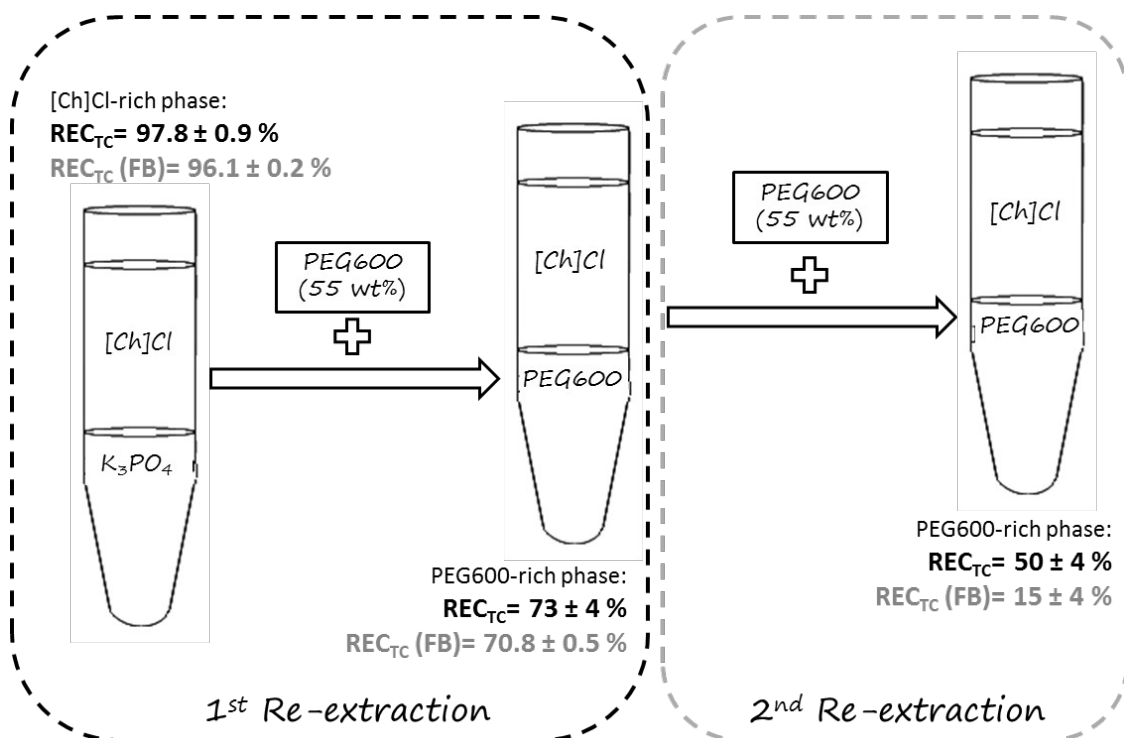 [Ch]Cl-rich phase:
REC_TC= 97.8 ± 0.9 %
REC_TC (FB)= 96.1 ± 0.2 %
[Ch]Cl
K₃PO₄
PEG600
(55 wt%)
[Ch]Cl
PEG600
PEG600-rich phase:
REC_TC= 73 ± 4 %
REC_TC (FB)= 70.8 ± 0.5 %
1st Re-extraction
PEG600
(55 wt%)
[Ch]Cl
PEG600
PEG600-rich phase:
REC_TC= 50 ± 4 %
REC_TC (FB)= 15 ± 4 %
2nd Re-extraction